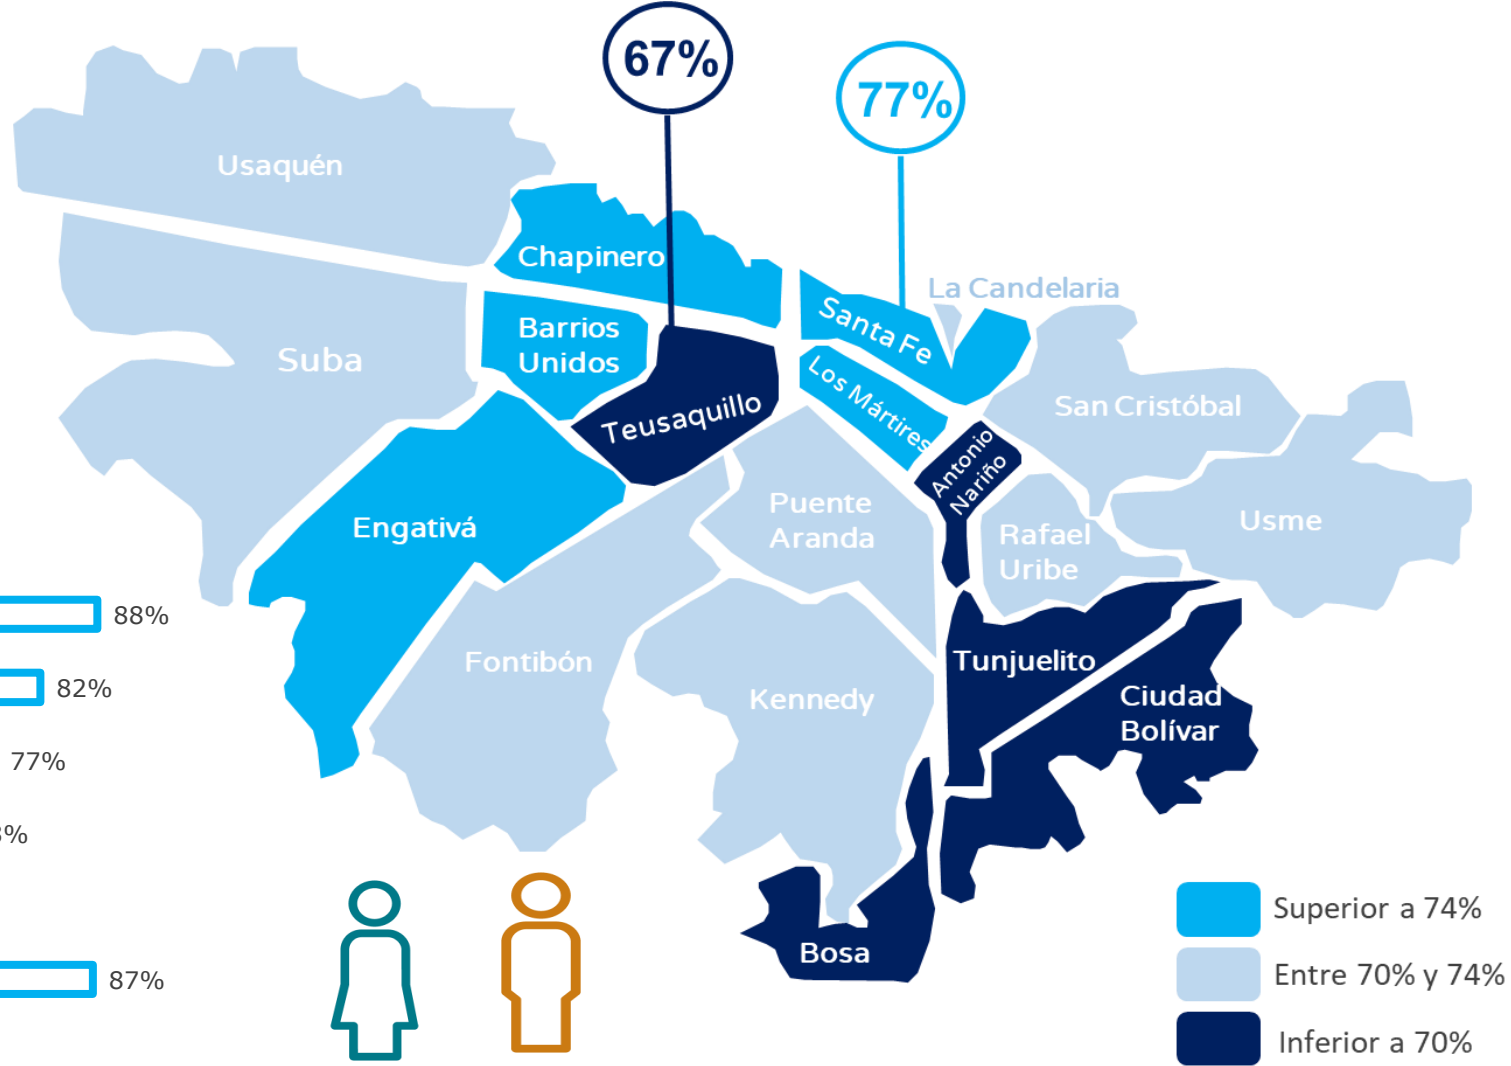 67%
77%
Usaquén
Chapinero
La Candelaria
Santa Fe
Barrios
Unidos
Suba
Los Mártires
Teusaquillo
San Cristóbal
Antonio
Nariño
Puente
Aranda
Engativá
Rafael
Uribe
Usme
88%
Fontibón
Tunjuelito
82%
Kennedy
Ciudad
Bolívar
77%
%
Superior a 74%
Bosa
Entre 70% y 74%
87%
Inferior a 70%